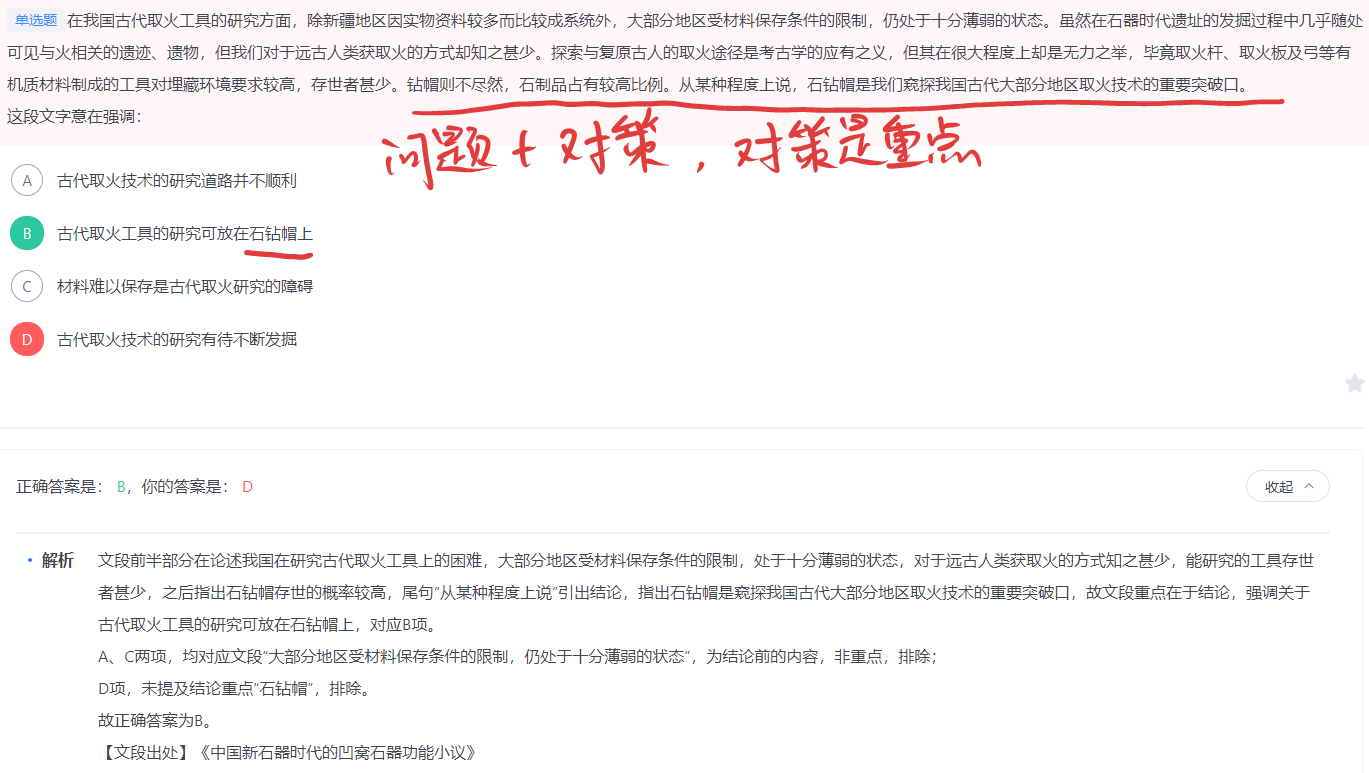 单选题 在我国古代取火工具的研究方面，除新疆地区因实物资料较多而比较成系统外，大部分地区受材料保存条件的限制，仍处于十分薄弱的状态。虽然在石器时代遗址的发掘过程中几乎随处
可见与火相关的遗迹、遗物，但我们对于远古人类获取火的方式却知之甚少。探索与复原古人的取火途径是考古学的应有之义，但其在很大程度上却是无力之举，毕竟取火杆、取火板及弓等有
机质材料制成的工具对埋藏环境要求较高，存世者甚少。钻帽则不尽然，石制品占有较高比例。从某种程度上说，石钻帽是我们窥探我国古代大部分地区取火技术的重要突破口。
这段文字意在强调：
问题+对策，对策是重点
A 古代取火技术的研究道路并不顺利
B 古代取火工具的研究可放在石钻帽上
C 材料难以保存是古代取火研究的障碍
D 古代取火技术的研究有待不断发掘
正确答案是： B，你的答案是： D
收起
• 解析 文段前半部分在论述我国在研究古代取火工具上的困难，大部分地区受材料保存条件的限制，处于十分薄弱的状态，对于远古人类获取火的方式知之甚少，能研究的工具存世
者甚少，之后指出石钻帽存世的概率较高，尾句“从某种程度上说”引出结论，指出石钻帽是窥探我国古代大部分地区取火技术的重要突破口，故文段重点在于结论，强调关于
古代取火工具的研究可放在石钻帽上，对应B项。
A、C两项，均对应文段“大部分地区受材料保存条件的限制，仍处于十分薄弱的状态”，为结论前的内容，非重点，排除；
D项，未提及结论重点“石钻帽”，排除。
故正确答案为B。
【文段出处】《中国新石器时代的凹窝石器功能小议》